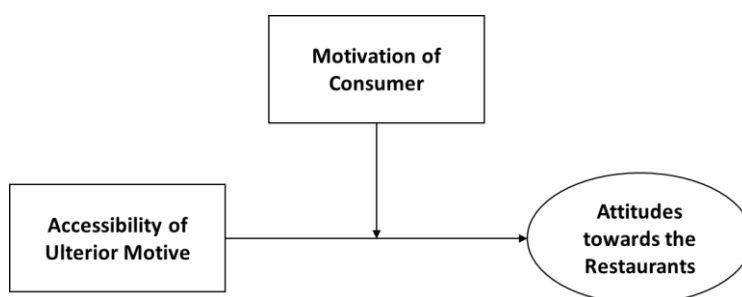 Motivation of
Consumer
Accessibility of
Ulterior Motive
Attitudes
towards the
Restaurants